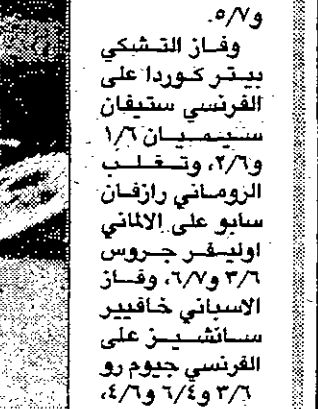 و٥/٧.
وفاز التشكي
بيتر كوردا على
الفرنسي ستيفان
سيميان ١/٦
و٢/٦، وتغلب
الروماني رازفان
سابو على الالماني
اوليفر جروس
٣/٦ و٦/٧، وفاز
الاسباني خافيير
سانشيز على
الفرنسي جيوم رو
٣/٦ و٦/٤ و٤/٦،